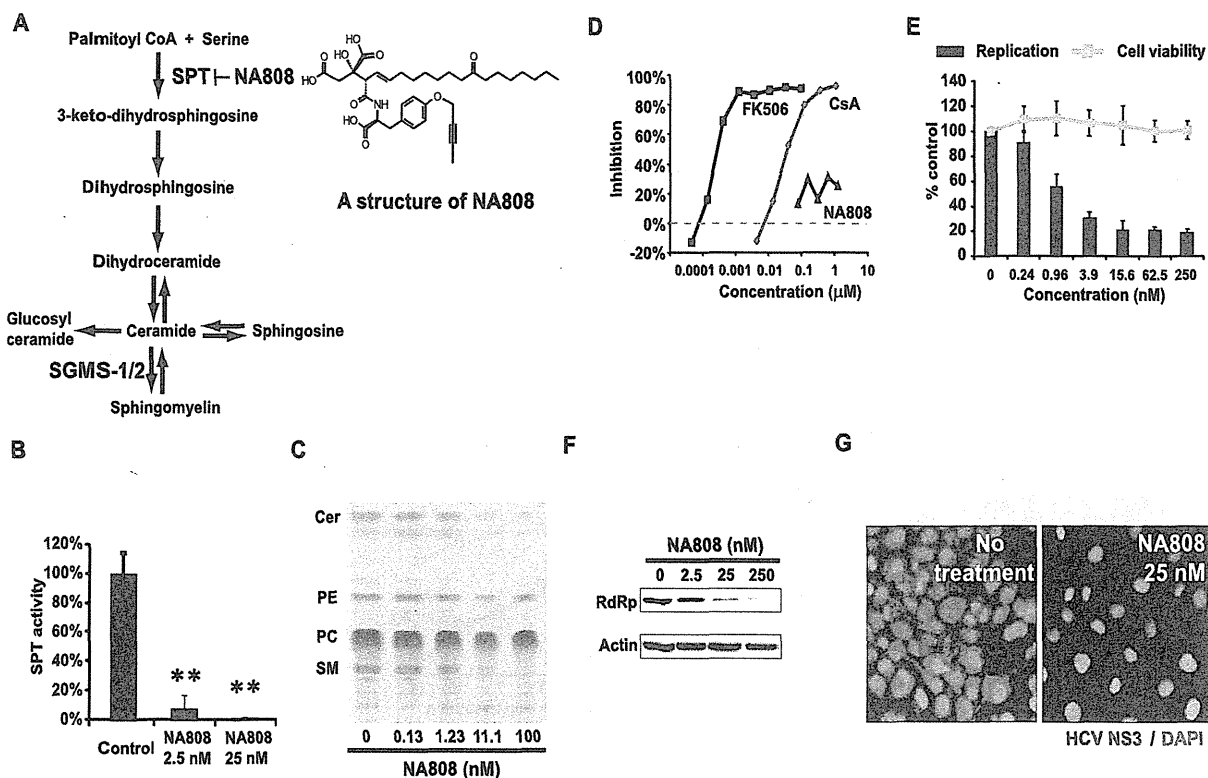 A
Palmitoyl CoA + Serine
SPT NA808
3-keto-dihydrosphingosine
Dihydrosphingosine
Dihydroceramide
Glucosyl
ceramide
Ceramide
Sphingosine
SGMS-1/2
Sphingomyelin
HO
O
OH
HO
O
HO
O
O
NH
O
HO
O
A structure of NA808
D
100%
80%
60%
40%
20%
0%
-20%
Inhibition
FK506
CsA
NA808
0.0001 0.001 0.01 0.1 1 10
Concentration (μM)
E
Replication Cell viability
140
120
100
80
60
40
20
0
% control
0 0.24 0.96 3.9 15.6 62.5 250
Concentration (nM)
B
120%
100%
80%
60%
40%
20%
0%
SPT activity
** **
Control
NA808
2.5 nM
NA808
25 nM
C
Cer
PE
PC
SM
0 0.13 1.23 11.1 100
NA808 (nM)
F
NA808 (nM)
0 2.5 25 250
RdRp
Actin
G
No
treatment
NA808
25 nM
HCV NS3 / DAPI